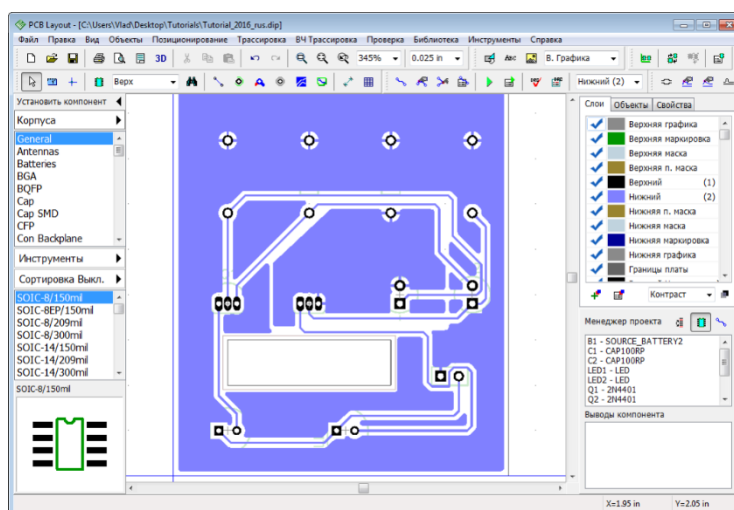 PCB Layout - [C:\Users\Vlad\Desktop\Tutorials\Tutorial_2016_rus.dip]
Файл Правка Вид Объекты Позиционирование Трассировка ВЧ Трассировка Проверка Библиотека Инструменты Справка
3D 345% 0.025 in ABC В. Графика
Верх A Нижний (2)
Установить компонент
Корпуса
General
Antennas
Batteries
BGA
BQFP
Cap
Cap SMD
CFP
Con Backplane
Инструменты
Сортировка Выкл.
SOIC-8/150mil
SOIC-8EP/150mil
SOIC-8/209mil
SOIC-8/300mil
SOIC-14/150mil
SOIC-14/209mil
SOIC-14/300mil
SOIC-8/150mil
Слои Объекты Свойства
Верхняя графика
Верхняя маркировка
Верхняя маска
Верхняя п. маска
Верхний (1)
Нижний (2)
Нижняя п. маска
Нижняя маска
Нижняя маркировка
Нижняя графика
Границы платы
Контраст
Менеджер проекта
B1 - SOURCE_BATTERY2
C1 - CAP100RP
C2 - CAP100RP
LED1 - LED
LED2 - LED
Q1 - 2N4401
Q2 - 2N4401
Выводы компонента
X=1.95 in Y=2.05 in